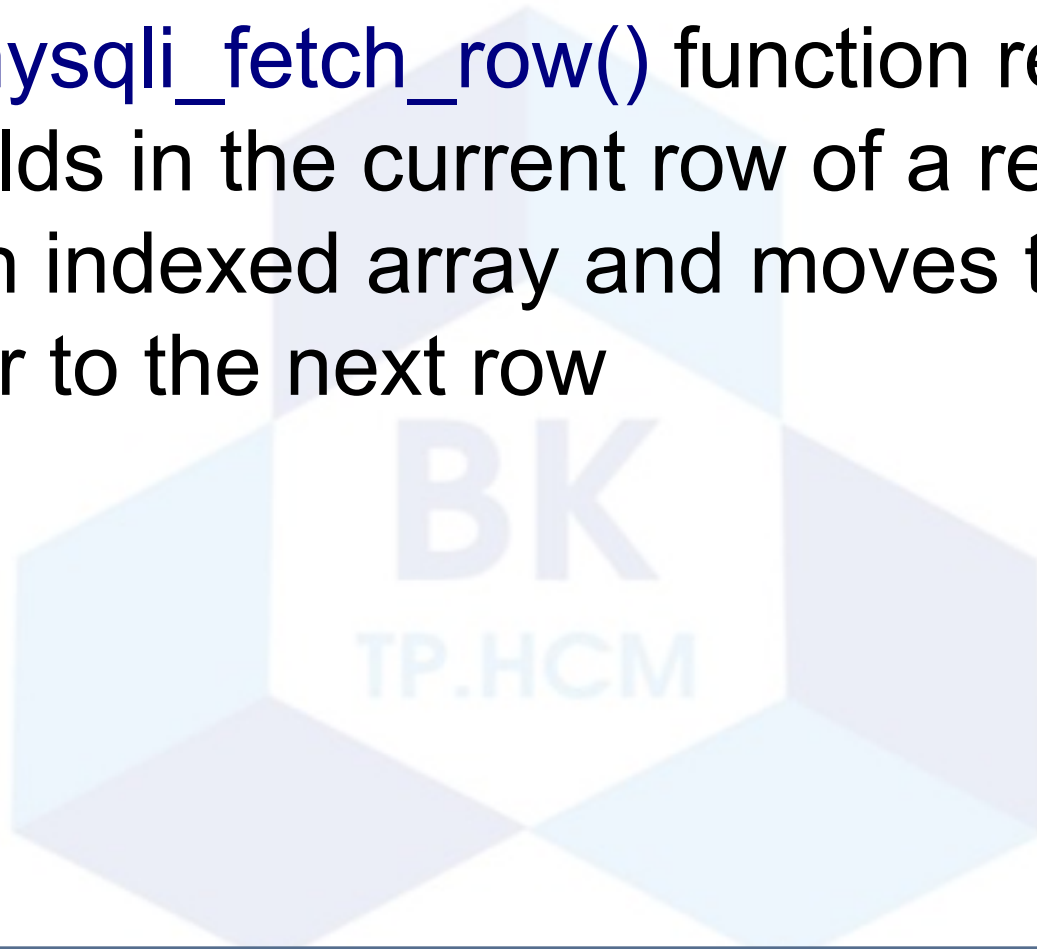 ysqli_fetch_row() function re
lds in the current row of a re
indexed array and moves t
r to the next row
BK
TP.HCM